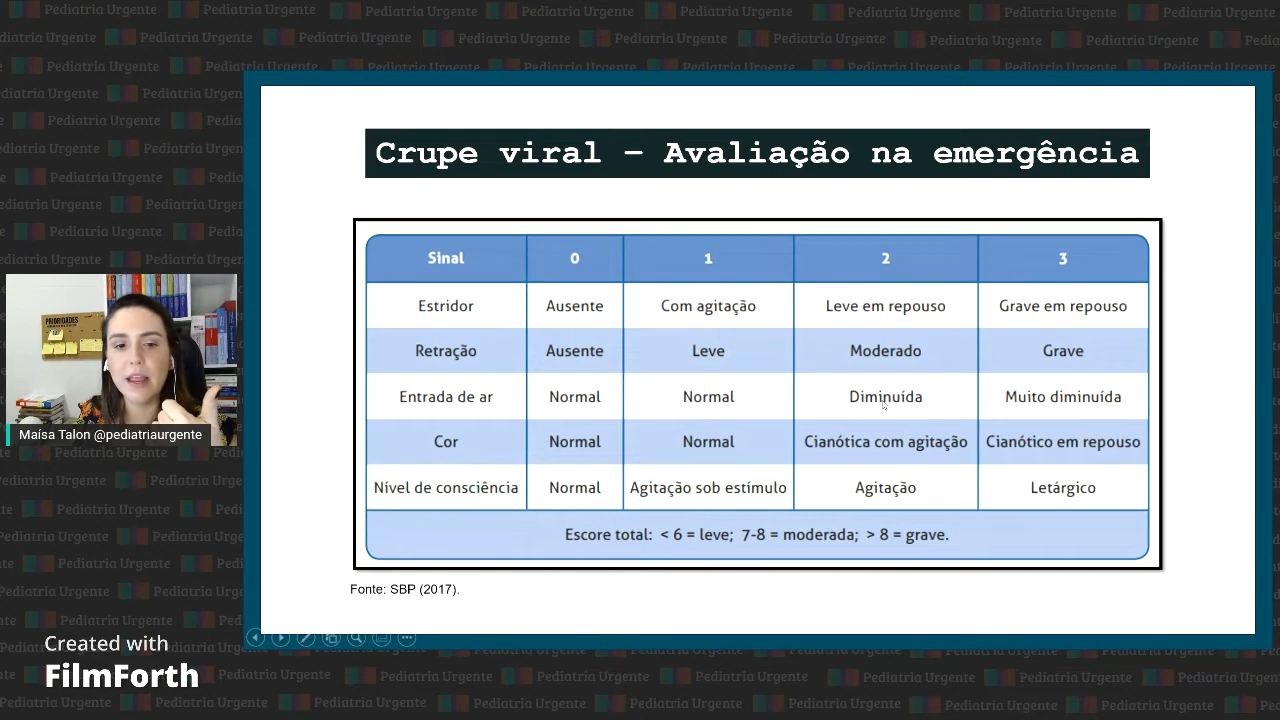 Pediatria Urgente
Crupe viral – Avaliação na emergência
Sinal 0 1 2 3
Estridor Ausente Com agitação Leve em repouso Grave em repouso
Retração Ausente Leve Moderado Grave
Entrada de ar Normal Normal Diminuída Muito diminuída
Cor Normal Normal Cianótica com agitação Cianótico em repouso
Nível de consciência Normal Agitação sob estímulo Agitação Letárgico
Escore total: < 6 = leve; 7-8 = moderada; > 8 = grave.
Fonte: SBP (2017).
PRIORIDADES
Maísa Talon @pediatriaurgente
Created with
FilmForth